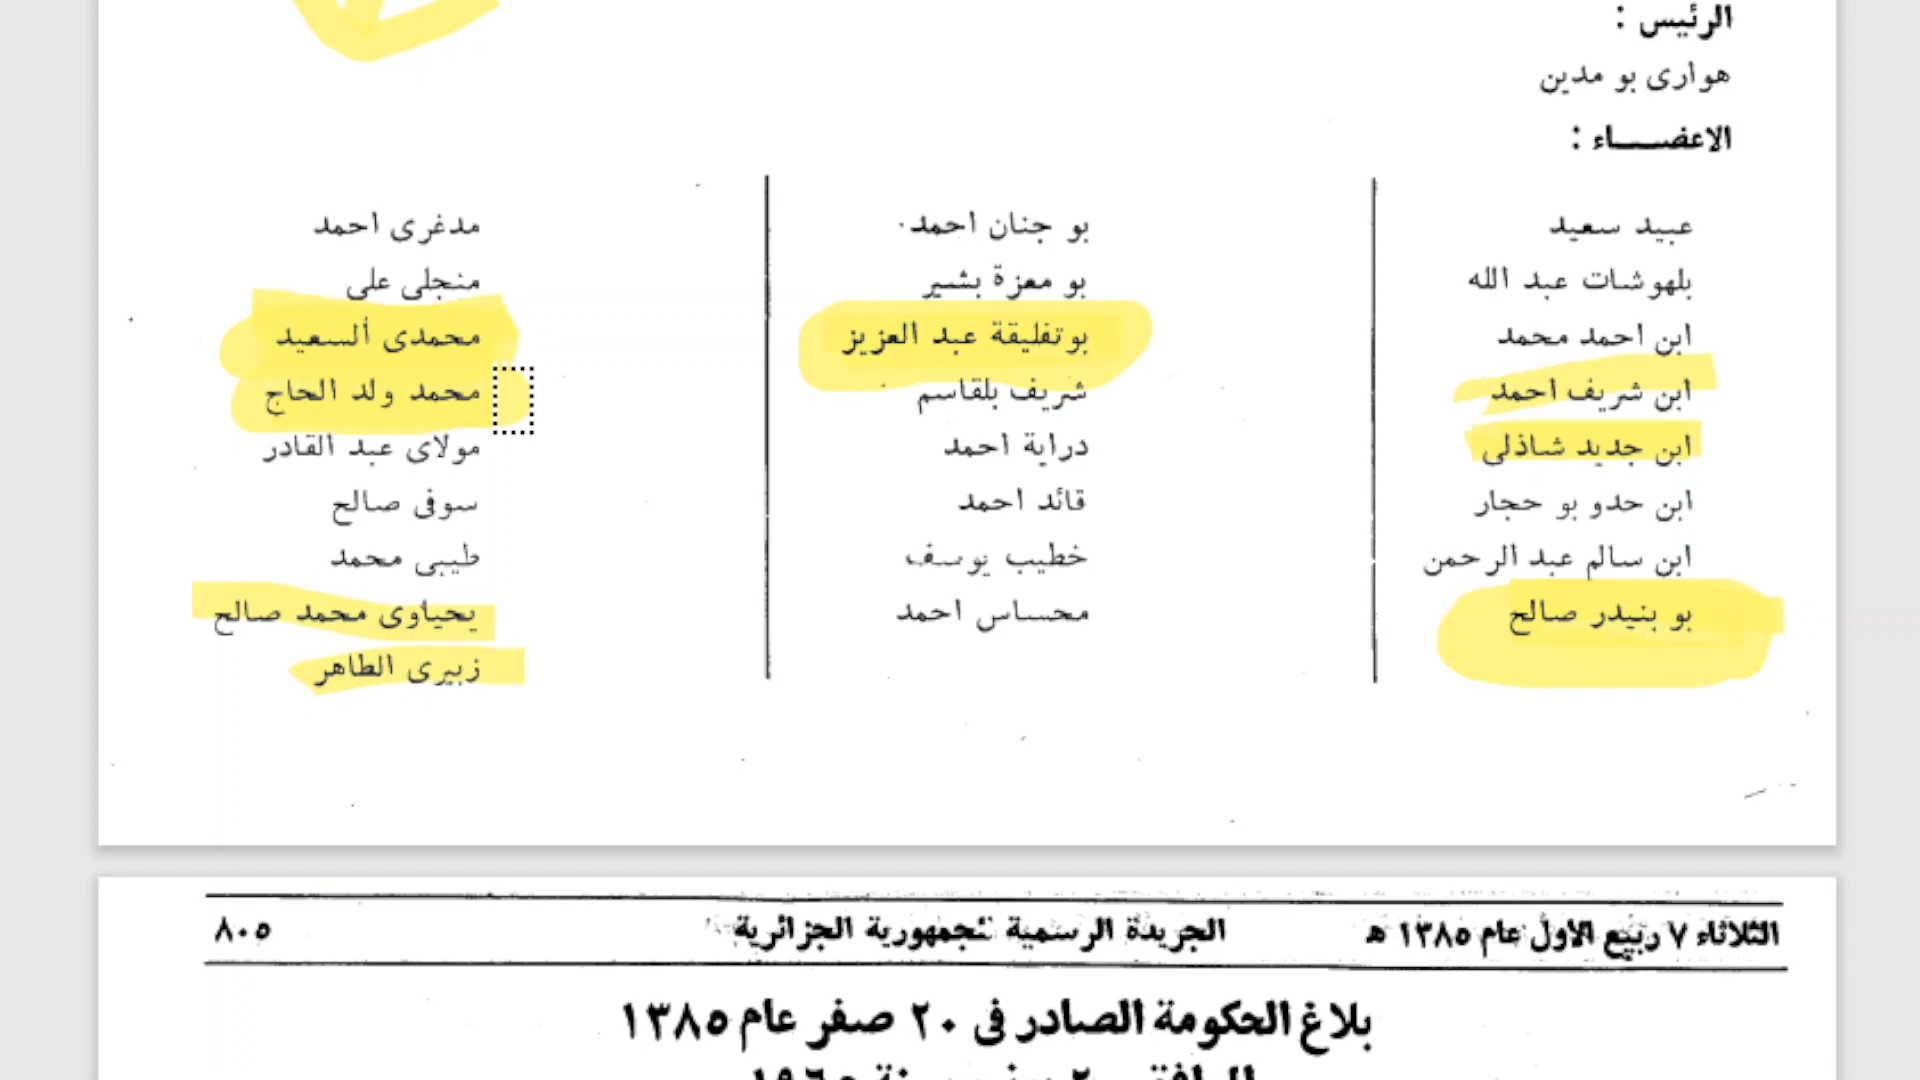 الرئيس :
هوارى بو مدين
الاعضـــاء :
عبيد سعيد
بلهوشات عبد الله
ابن احمد محمد
ابن شريف احمد
ابن جديد شاذلى
ابن حدو بو حجار
ابن سالم عبد الرحمن
بو بنيدر صالح
بو جنان احمد
بو معزة بشير
بوتفليقة عبد العزيز
شريف بلقاسم
دراية احمد
قائد احمد
خطيب يوسف
محساس احمد
مدغرى احمد
منجلى على
محمدى ألسعيد
محمد ولد الحاج
مولاى عبد القادر
سوفى صالح
طيبى محمد
يحياوى محمد صالح
زبيرى الطاهر
الثلاثاء ٧ ربيع الاول عام ١٣٨٥ هـ
الجريدة الرسمية للجمهورية الجزائرية
٨٠٥
بلاغ الحكومة الصادر فى ٢٠ صفر عام ١٣٨٥